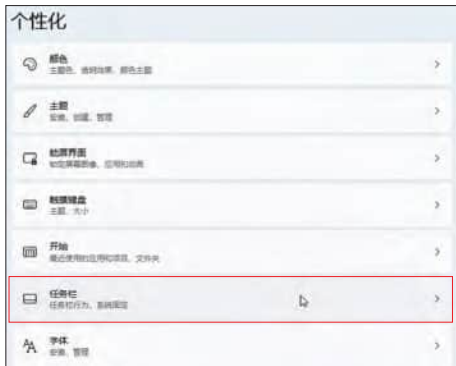 个性化
颜色
主题色、透明效果、颜色主题
主题
安装、创建、管理
锁屏界面
锁定屏幕图像、应用和动画
触摸键盘
主题、大小
开始
最近使用的应用和项目、文件夹
任务栏
任务栏行为、系统固定
字体
安装、管理